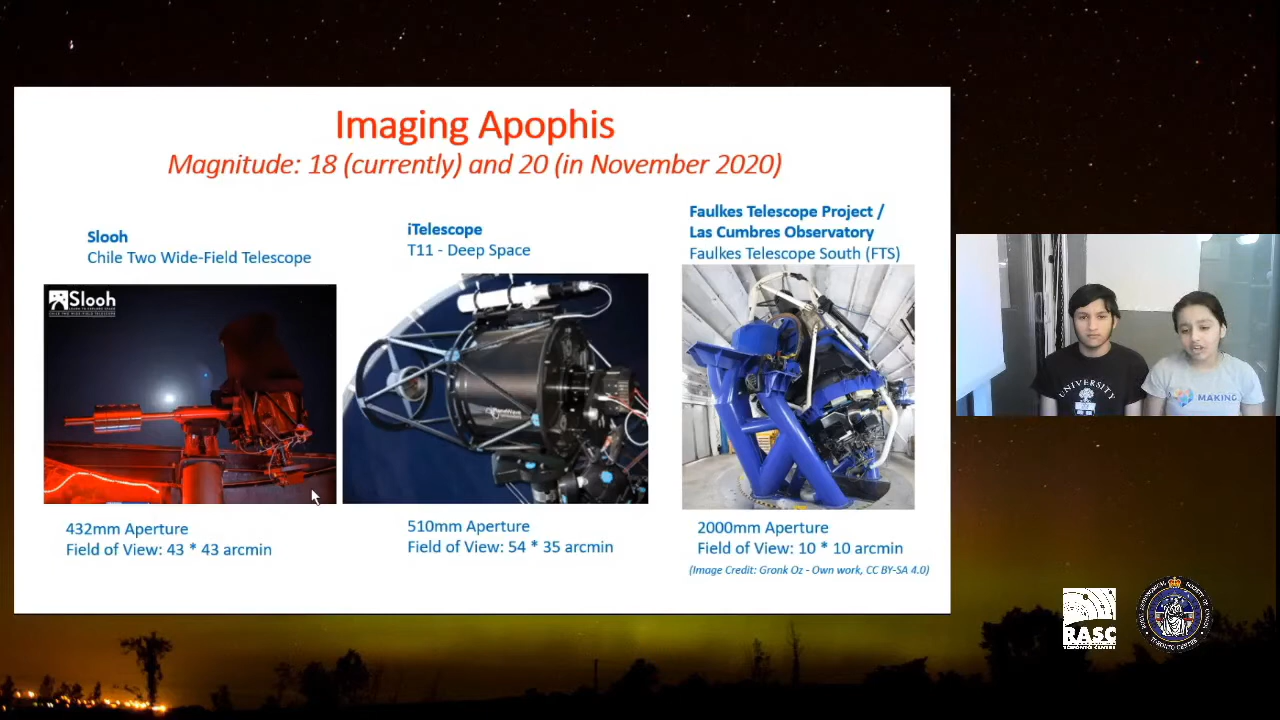 Imaging Apophis
Magnitude: 18 (currently) and 20 (in November 2020)
Slooh
Chile Two Wide-Field Telescope
iTelescope
T11 - Deep Space
Faulkes Telescope Project /
Las Cumbres Observatory
Faulkes Telescope South (FTS)
Slooh
432mm Aperture
Field of View: 43 * 43 arcmin
510mm Aperture
Field of View: 54 * 35 arcmin
2000mm Aperture
Field of View: 10 * 10 arcmin
(Image Credit: Gronk Oz - Own work, CC BY-SA 4.0)
UNIVERSITY
MAKING
RASC
TORONTO CENTRE